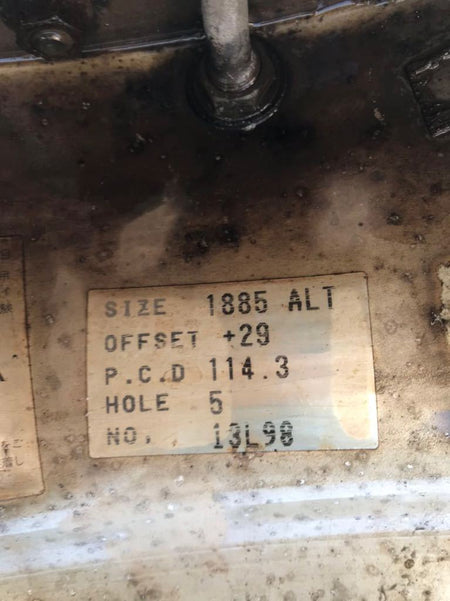 SIZE 1885 ALT
OFFSET +29
P.C.D 114.3
HOLE 5
NO. 13L98